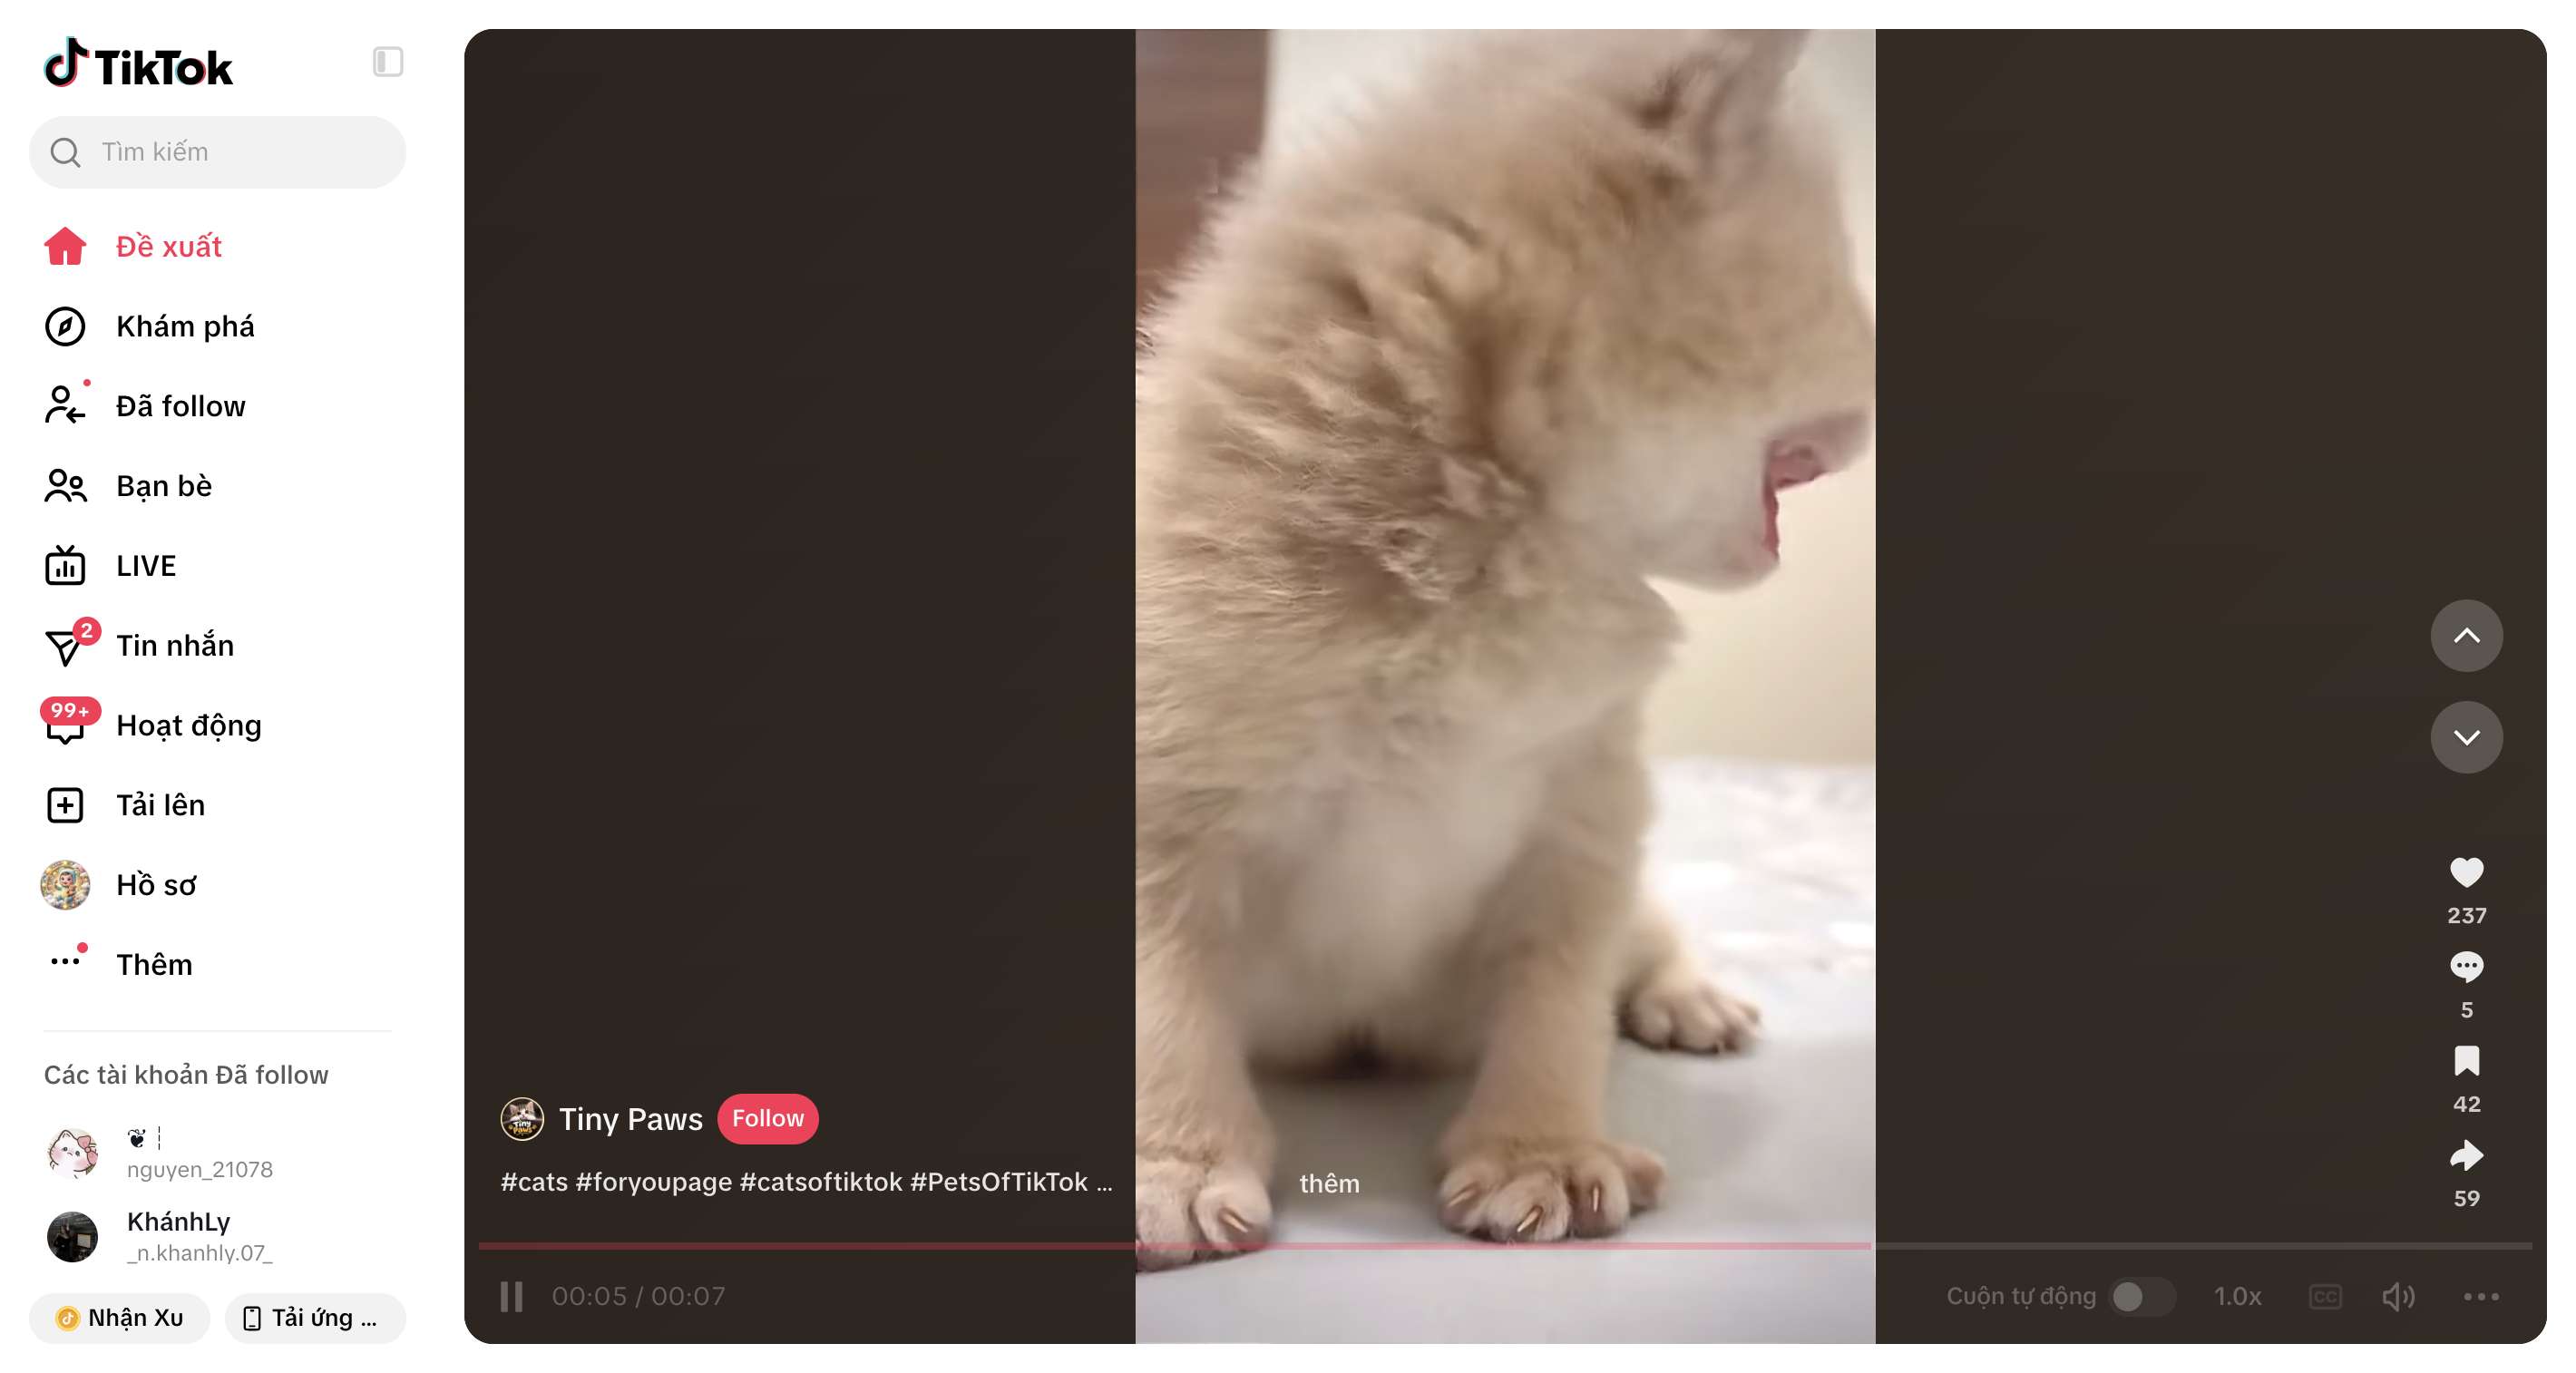 TikTok
Tìm kiếm
Đề xuất
Khám phá
Đã follow
Bạn bè
LIVE
2
Tin nhắn
99+
Hoạt động
Tải lên
Hồ sơ
Thêm
Các tài khoản Đã follow
nguyen_21078
KhánhLy
_n.khanhly.07_
Nhận Xu
Tải ứng ...
Tiny Paws
Follow
#cats #foryoupage #catsoftiktok #PetsOfTikTok ...
thêm
00:05 / 00:07
237
5
42
59
Cuộn tự động
1.0x
CC